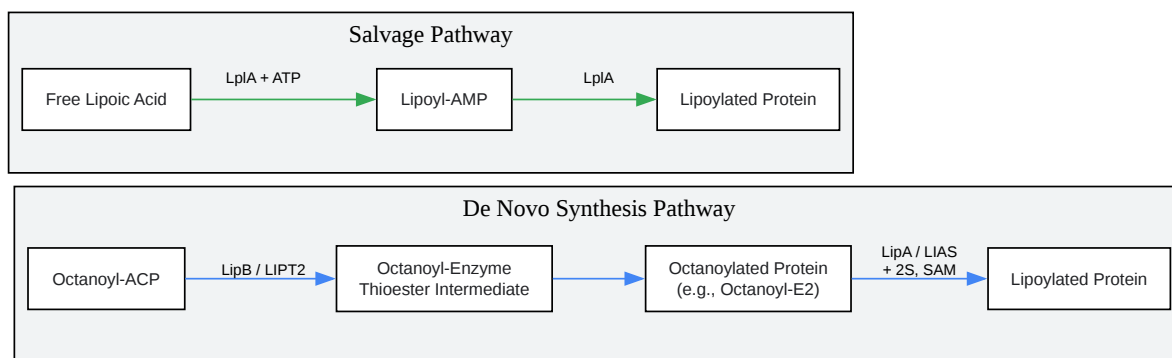 Salvage Pathway
Free Lipoic Acid
LplA + ATP
Lipoyl-AMP
LplA
Lipoylated Protein
De Novo Synthesis Pathway
Octanoyl-ACP
LipB / LIPT2
Octanoyl-Enzyme
Thioester Intermediate
Octanoylated Protein
(e.g., Octanoyl-E2)
LipA / LIAS
+ 2S, SAM
Lipoylated Protein